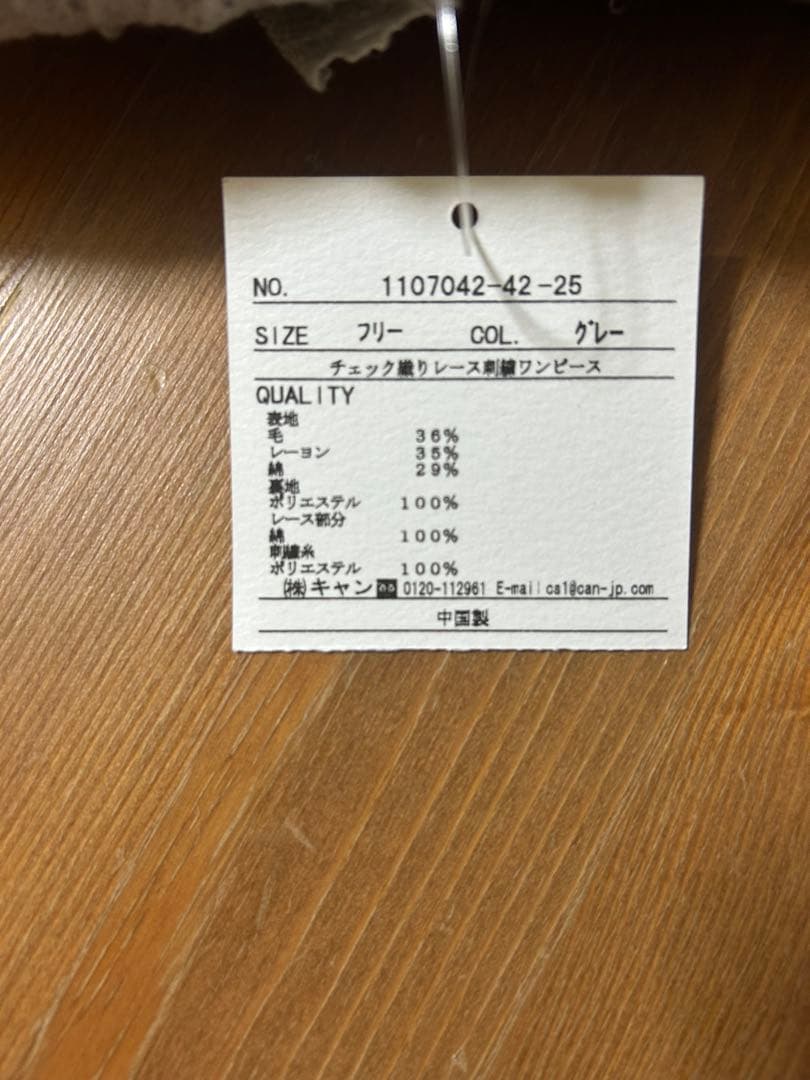 NO. 1107042-42-25
SIZE フリー COL. グレー
チェック織りレース刺繍ワンピース
QUALITY
表地
毛 36%
レーヨン 35%
綿 29%
裏地
ポリエステル 100%
レース部分
綿 100%
刺繍糸
ポリエステル 100%
㈱キャン 0120-112961 E-mail cs1@can-jp.com
中国製